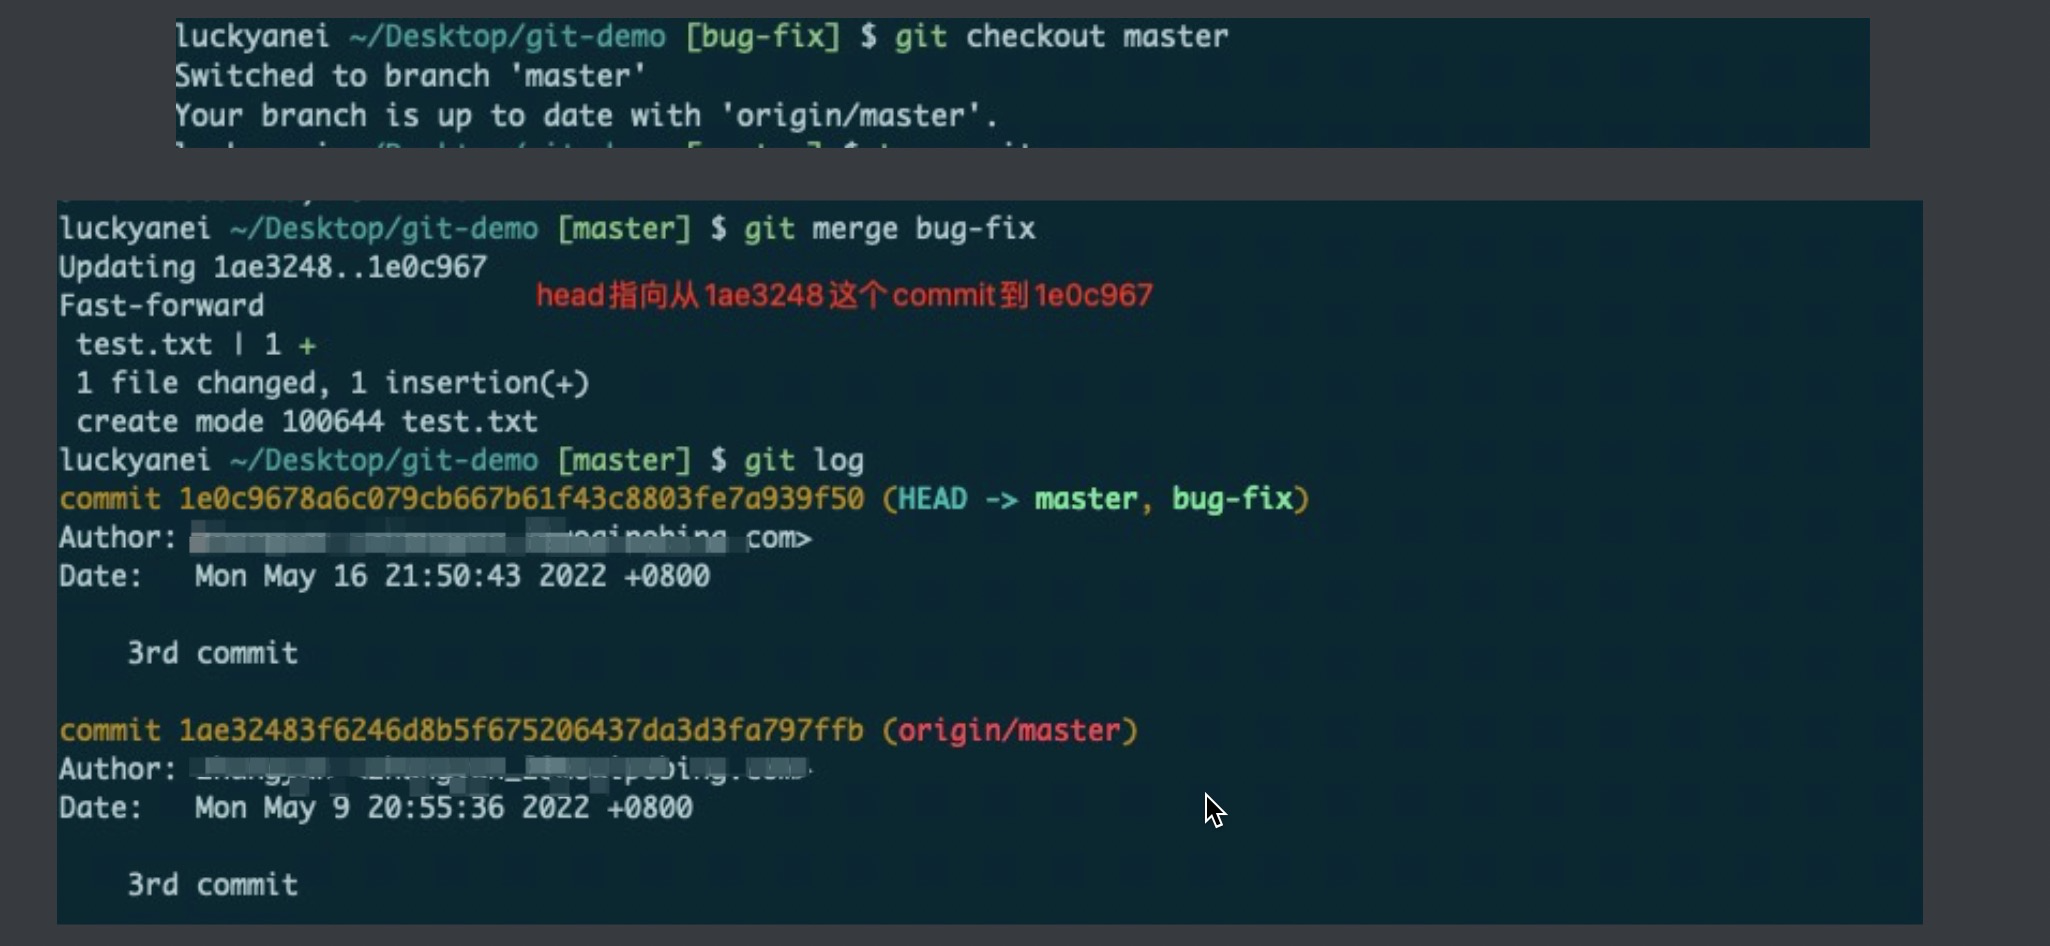 luckyanei ~/Desktop/git-demo [bug-fix] $ git checkout master
Switched to branch 'master'
Your branch is up to date with 'origin/master'.
luckyanei ~/Desktop/git-demo [master] $ git merge bug-fix
Updating 1ae3248..1e0c967
head指向从1ae3248这个commit到1e0c967
Fast-forward
test.txt | 1 +
1 file changed, 1 insertion(+)
create mode 100644 test.txt
luckyanei ~/Desktop/git-demo [master] $ git log
commit 1e0c9678a6c079cb667b61f43c8803fe7a939f50 (HEAD -> master, bug-fix)
Author: com>
Date: Mon May 16 21:50:43 2022 +0800
3rd commit
commit 1ae32483f6246d8b5f675206437da3d3fa797ffb (origin/master)
Author:
Date: Mon May 9 20:55:36 2022 +0800
3rd commit